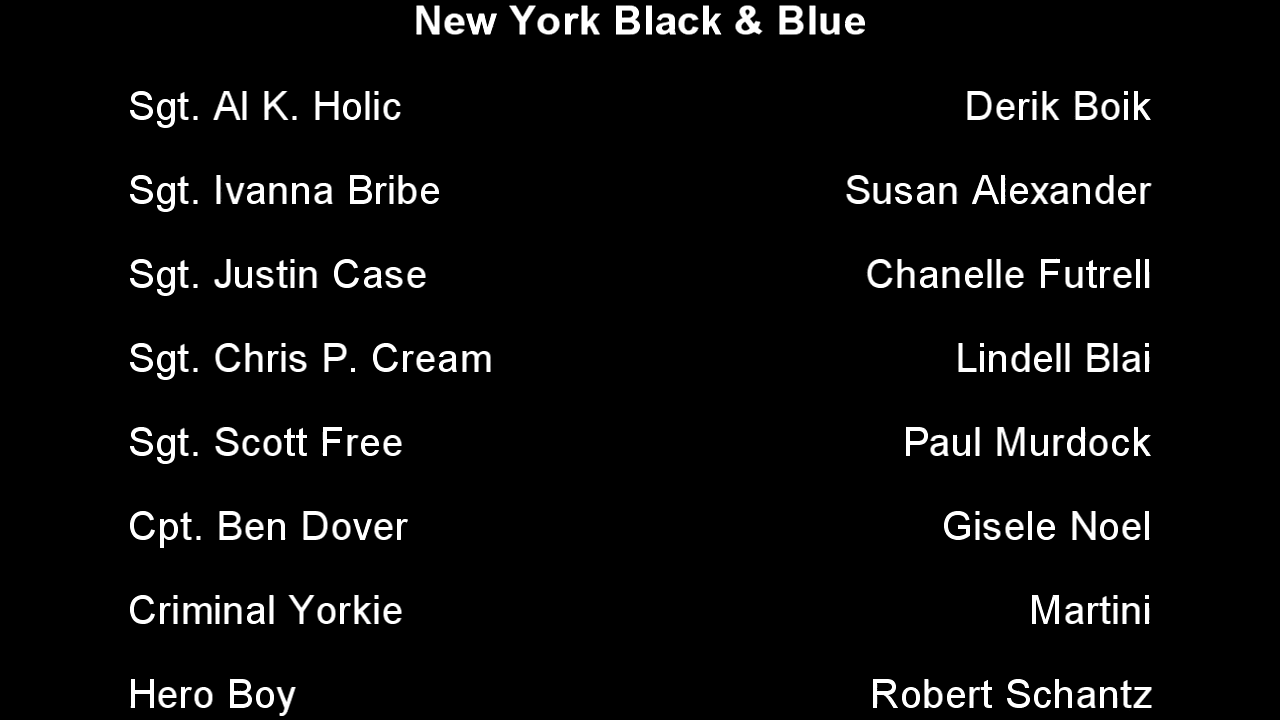 New York Black & Blue
Sgt. Al K. Holic Derik Boik
Sgt. Ivanna Bribe Susan Alexander
Sgt. Justin Case Chanelle Futrell
Sgt. Chris P. Cream Lindell Blai
Sgt. Scott Free Paul Murdock
Cpt. Ben Dover Gisele Noel
Criminal Yorkie Martini
Hero Boy Robert Schantz